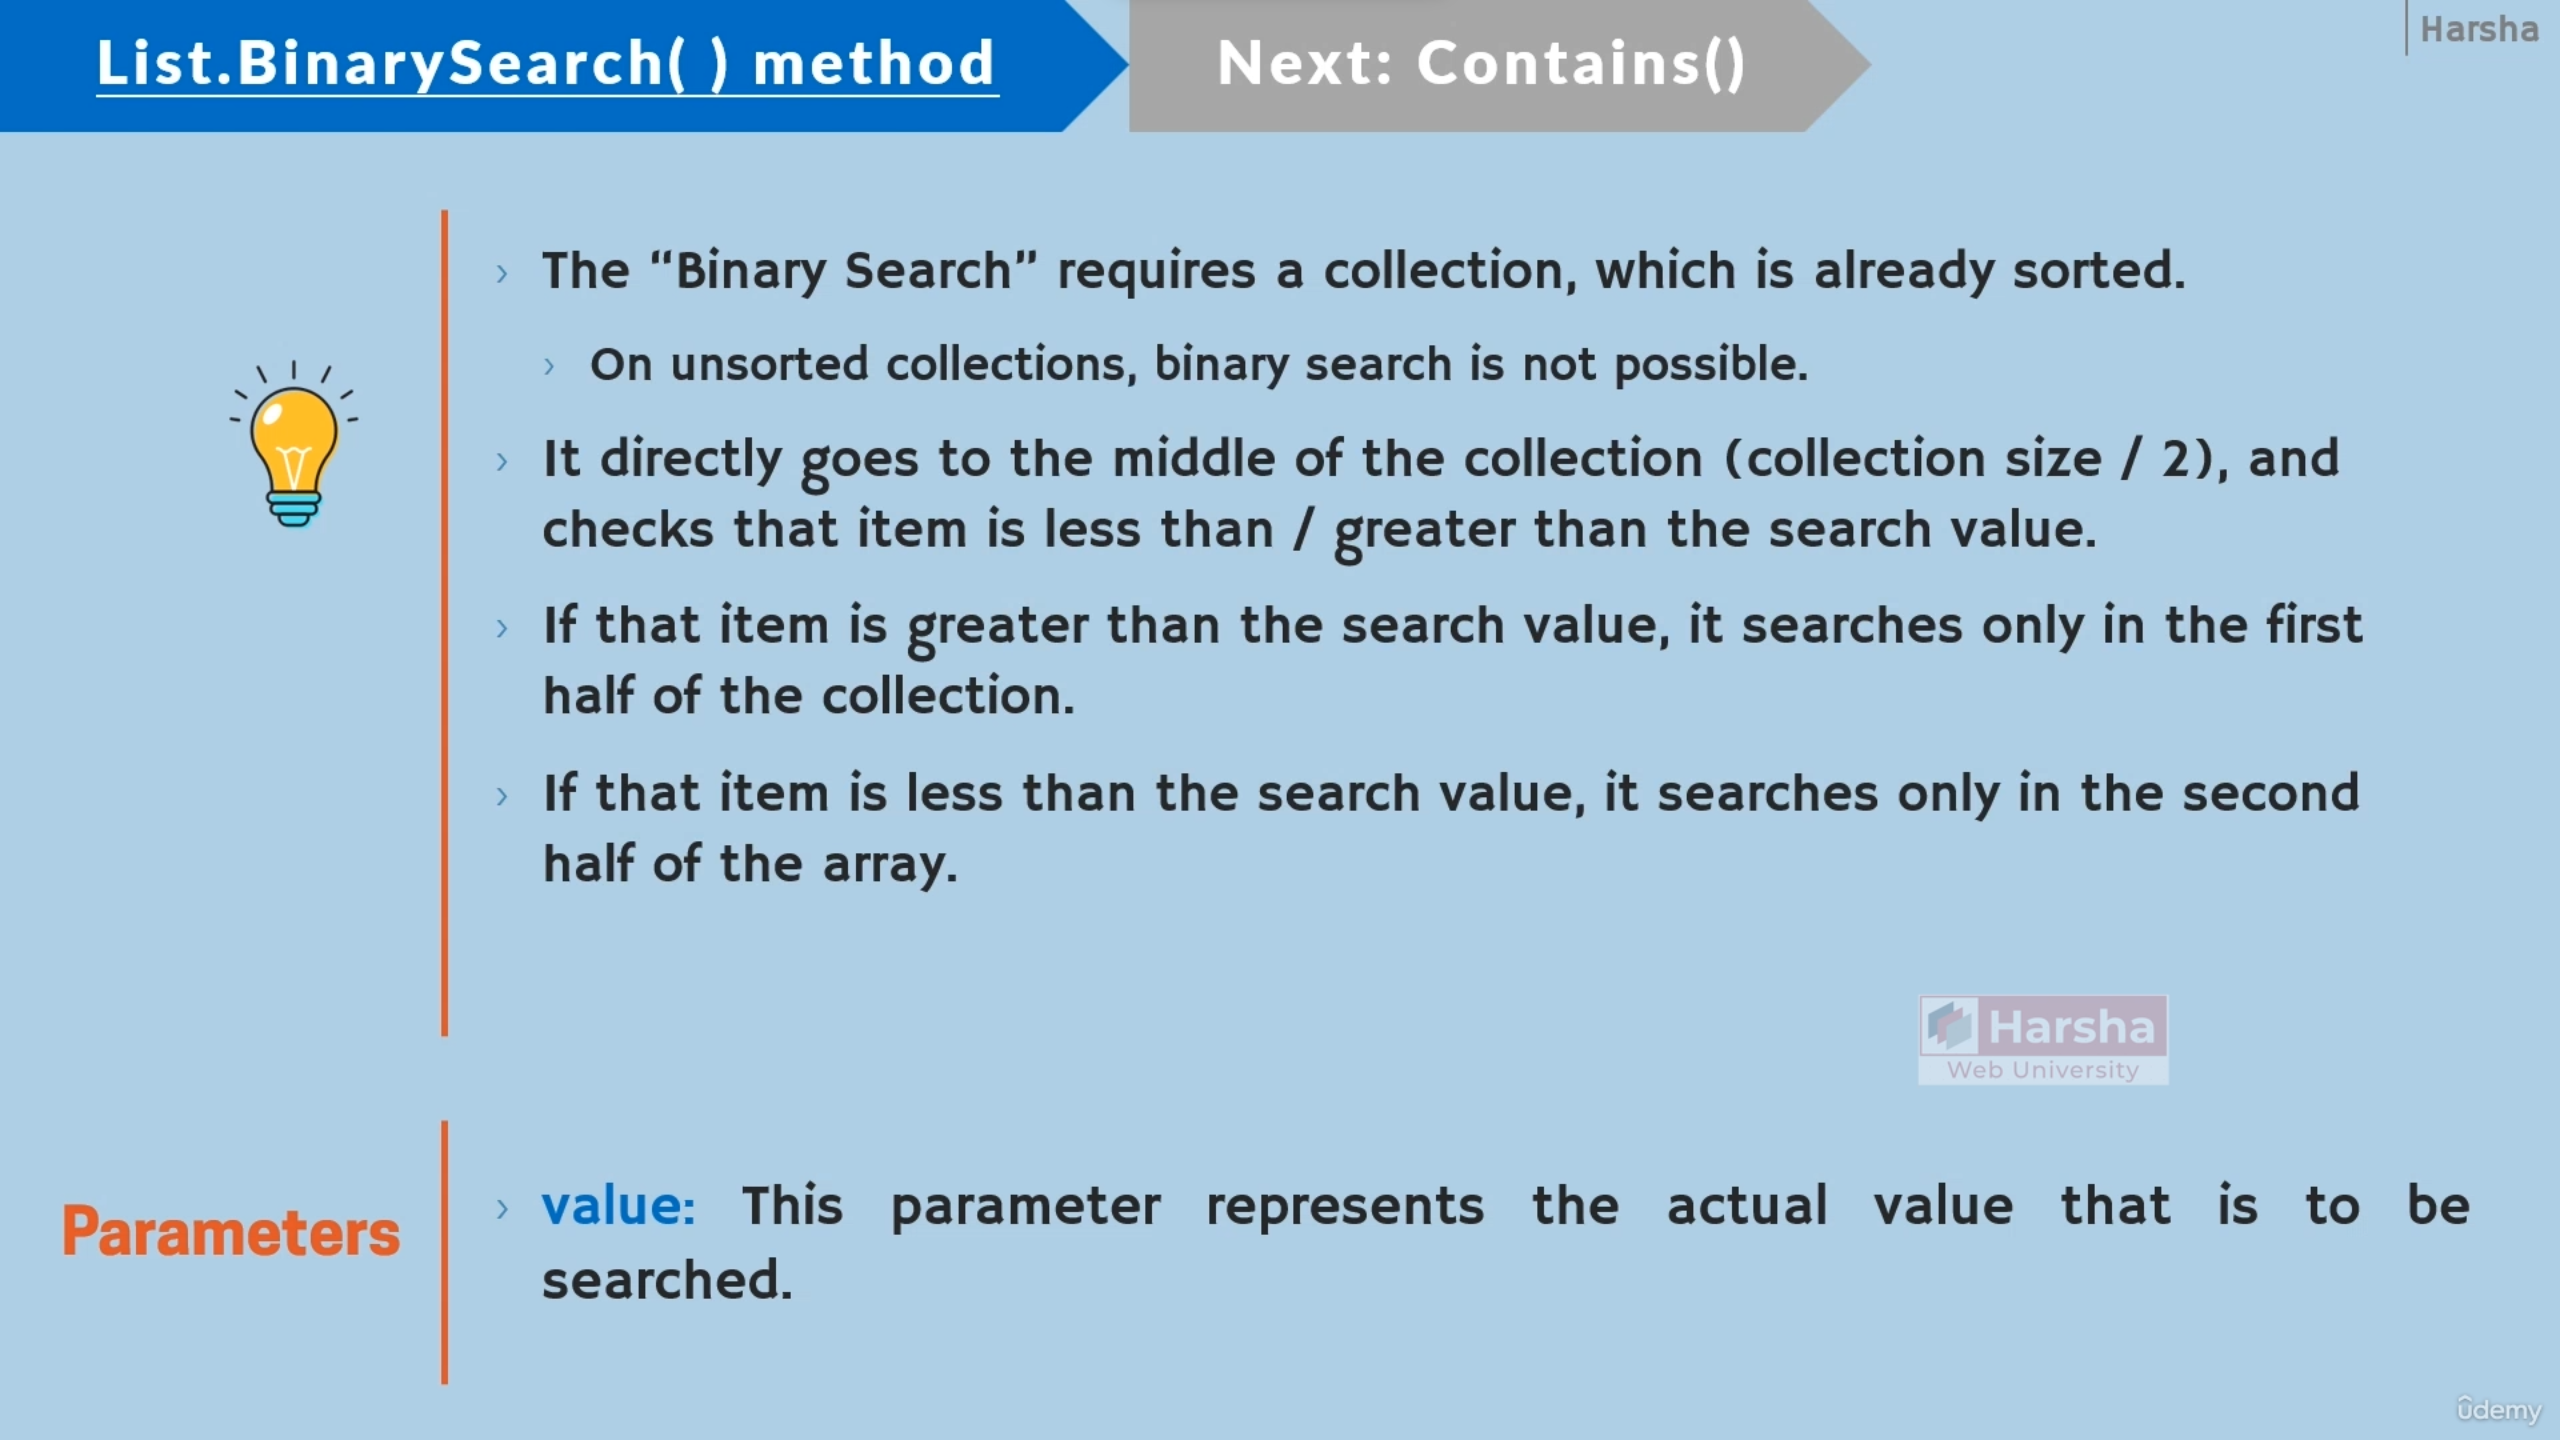 List.BinarySearch( ) method
Next: Contains()
Harsha
› The “Binary Search” requires a collection, which is already sorted.
› On unsorted collections, binary search is not possible.
› It directly goes to the middle of the collection (collection size / 2), and
checks that item is less than / greater than the search value.
› If that item is greater than the search value, it searches only in the first
half of the collection.
› If that item is less than the search value, it searches only in the second
half of the array.
Harsha
Web University
Parameters
› value: This parameter represents the actual value that is to be
searched.
ûdemy